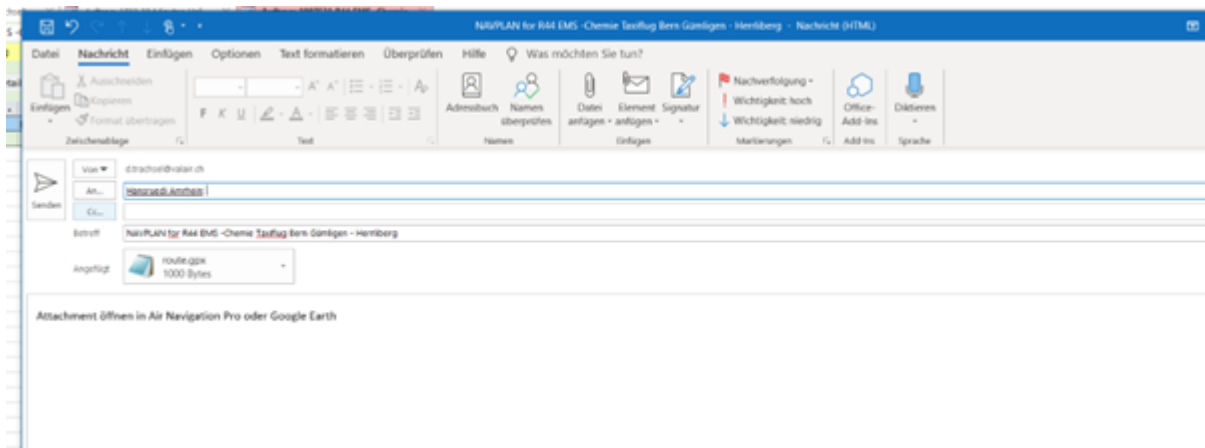 NAVPLAN for R44 EMS -Chemie Taxiflug Bern Gümligen - Herrliberg - Nachricht (HTML)
Datei Nachricht Einfügen Optionen Text formatieren Überprüfen Hilfe Was möchten Sie tun?
Einfügen
Ausschneiden
Kopieren
Format übertragen
Zwischenablage
F K U
Text
Adressbuch
Namen überprüfen
Namen
Datei anfügen
Element anfügen
Signatur
Einfügen
Nachverfolgung
Wichtigkeit: hoch
Wichtigkeit: niedrig
Markierungen
Office-Add-Ins
Add-Ins
Diktieren
Sprache
Senden
Von d.trachsel@valair.ch
An...
Cc...
Betreff NAVPLAN for R44 EMS -Chemie Taxiflug Bern Gümligen - Herrliberg
Angefügt route.gpx
1000 Bytes
Attachment öffnen in Air Navigation Pro oder Google Earth